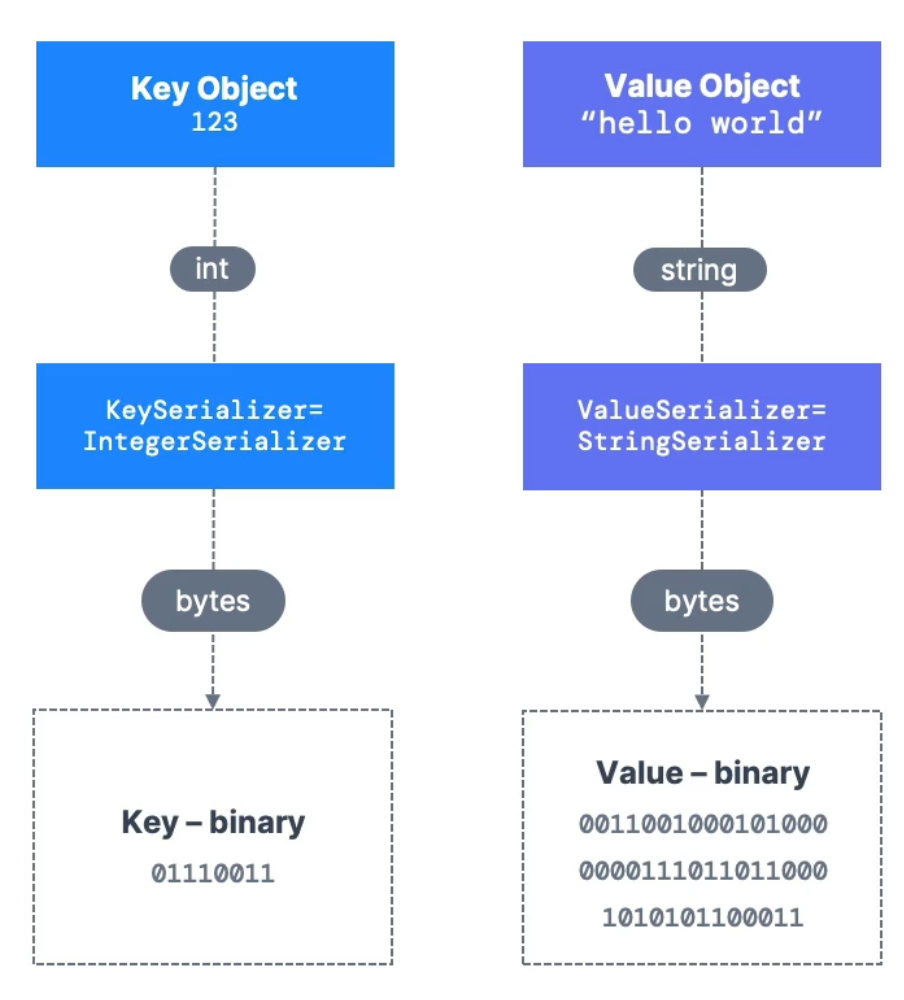 Key Object
123
int
KeySerializer=
IntegerSerializer
bytes
Key – binary
01110011
Value Object
“hello world”
string
ValueSerializer=
StringSerializer
bytes
Value – binary
0011001000101000
0000111011011000
1010101100011